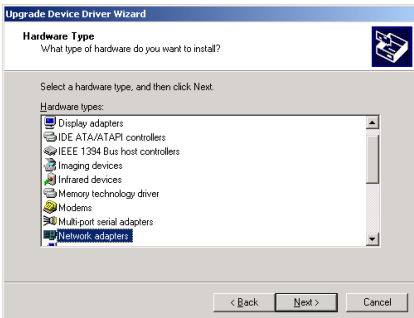 Upgrade Device Driver Wizard
Hardware Type
What type of hardware do you want to install?
Select a hardware type, and then click Next.
Hardware types:
Display adapters
IDE ATA/ATAPI controllers
IEEE 1394 Bus host controllers
Imaging devices
Infrared devices
Memory technology driver
Modems
Multi-port serial adapters
Network adapters
< Back
Next >
Cancel